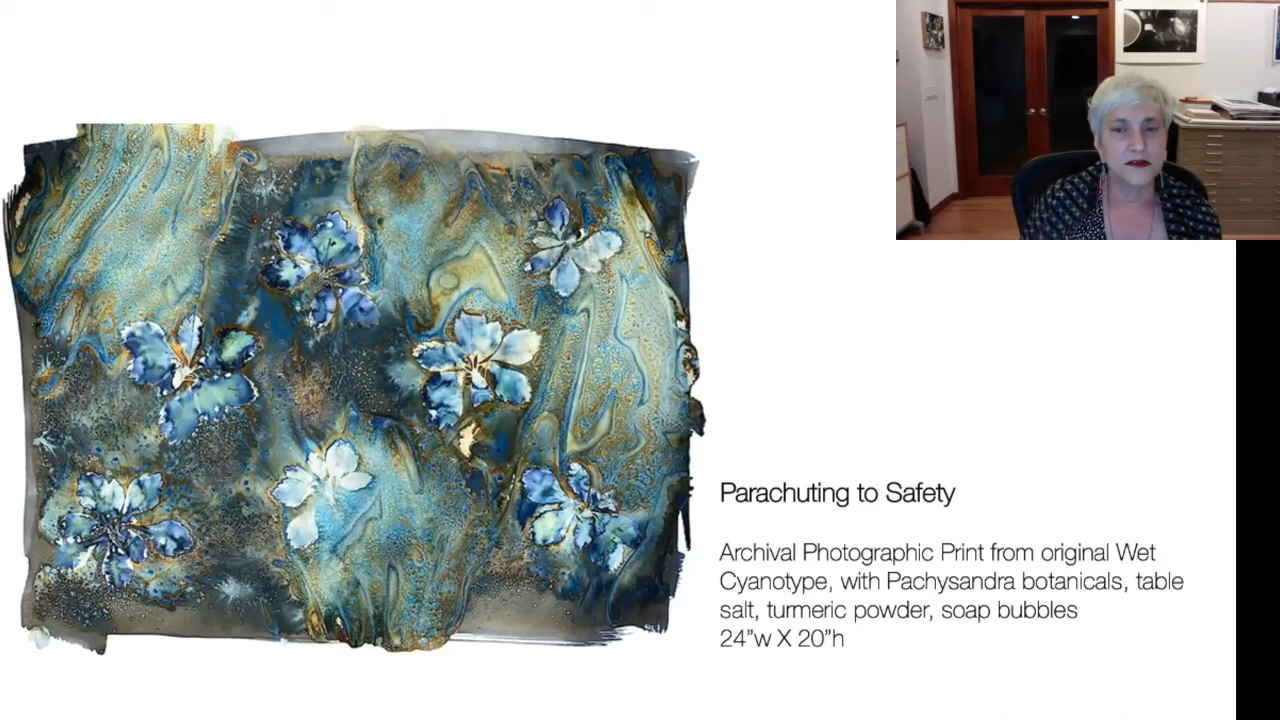 Parachuting to Safety
Archival Photographic Print from original Wet
Cyanotype, with Pachysandra botanicals, table
salt, turmeric powder, soap bubbles
24”w X 20”h